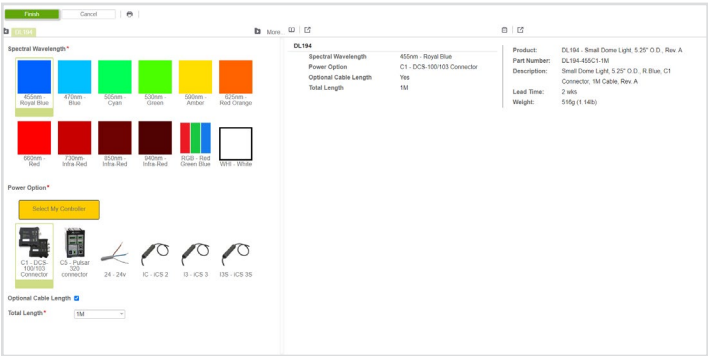 Finish
Cancel
DL194
More
Spectral Wavelength*
455nm -
Royal Blue
470nm -
Blue
505nm -
Cyan
530nm -
Green
590nm -
Amber
625nm -
Red Orange
660nm -
Red
730nm -
Infra Red
850nm -
Infra Red
940nm -
Infra Red
RGB - Red
Green Blue
WHI - White
Power Option*
Select My Controller
C1 - DCS-
100/103
Connector
C5 - Pulsar
320
connector
24 - 24v
IC - ICS 2
I3 - ICS 3
I3S - ICS 3S
Optional Cable Length
Total Length*
1M
DL194
Spectral Wavelength 455nm - Royal Blue
Power Option C1 - DCS-100/103 Connector
Optional Cable Length Yes
Total Length 1M
Product: DL194 - Small Dome Light, 5.25" O.D., Rev. A
Part Number: DL194-455C1-1M
Description: Small Dome Light, 5.25" O.D., R.Blue, C1
Connector, 1M Cable, Rev. A
Lead Time: 2 wks
Weight: 516g (1.14lb)